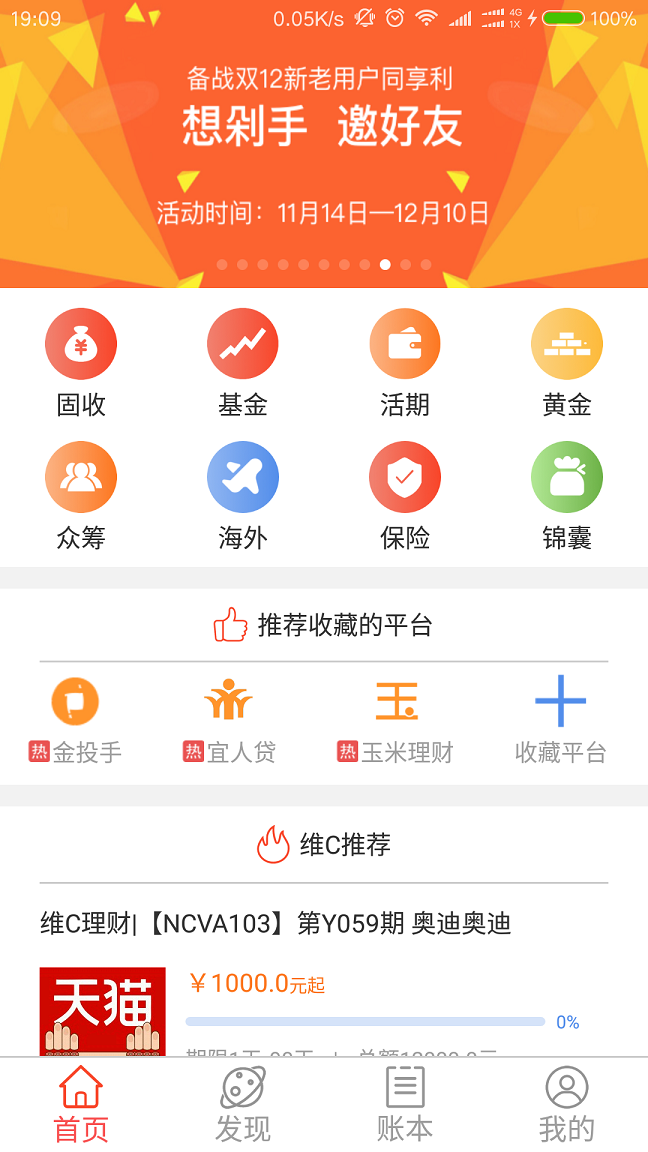 19:09 0.05K/s 4G 1X 100%
备战双12新老用户同享利
想剁手 邀好友
活动时间：11月14日—12月10日
固收 基金 活期 黄金
众筹 海外 保险 锦囊
推荐收藏的平台
热 金投手 热 宜人贷 热 玉米理财 收藏平台
维C推荐
维C理财|【NCVA103】第Y059期 奥迪奥迪
天猫
￥1000.0元起
0%
首页 发现 账本 我的